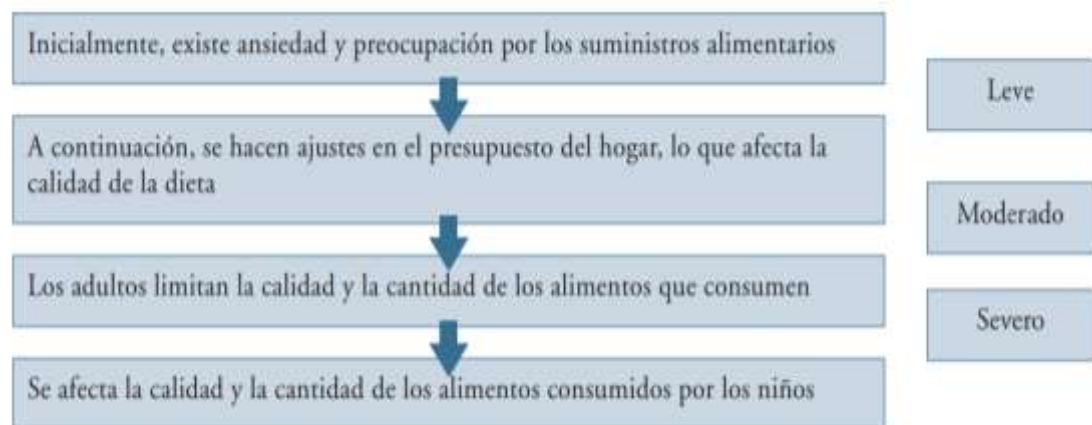 Inicialmente, existe ansiedad y preocupación por los suministros alimentarios
Leve
A continuación, se hacen ajustes en el presupuesto del hogar, lo que afecta la
calidad de la dieta
Moderado
Los adultos limitan la calidad y la cantidad de los alimentos que consumen
Severo
Se afecta la calidad y la cantidad de los alimentos consumidos por los niños